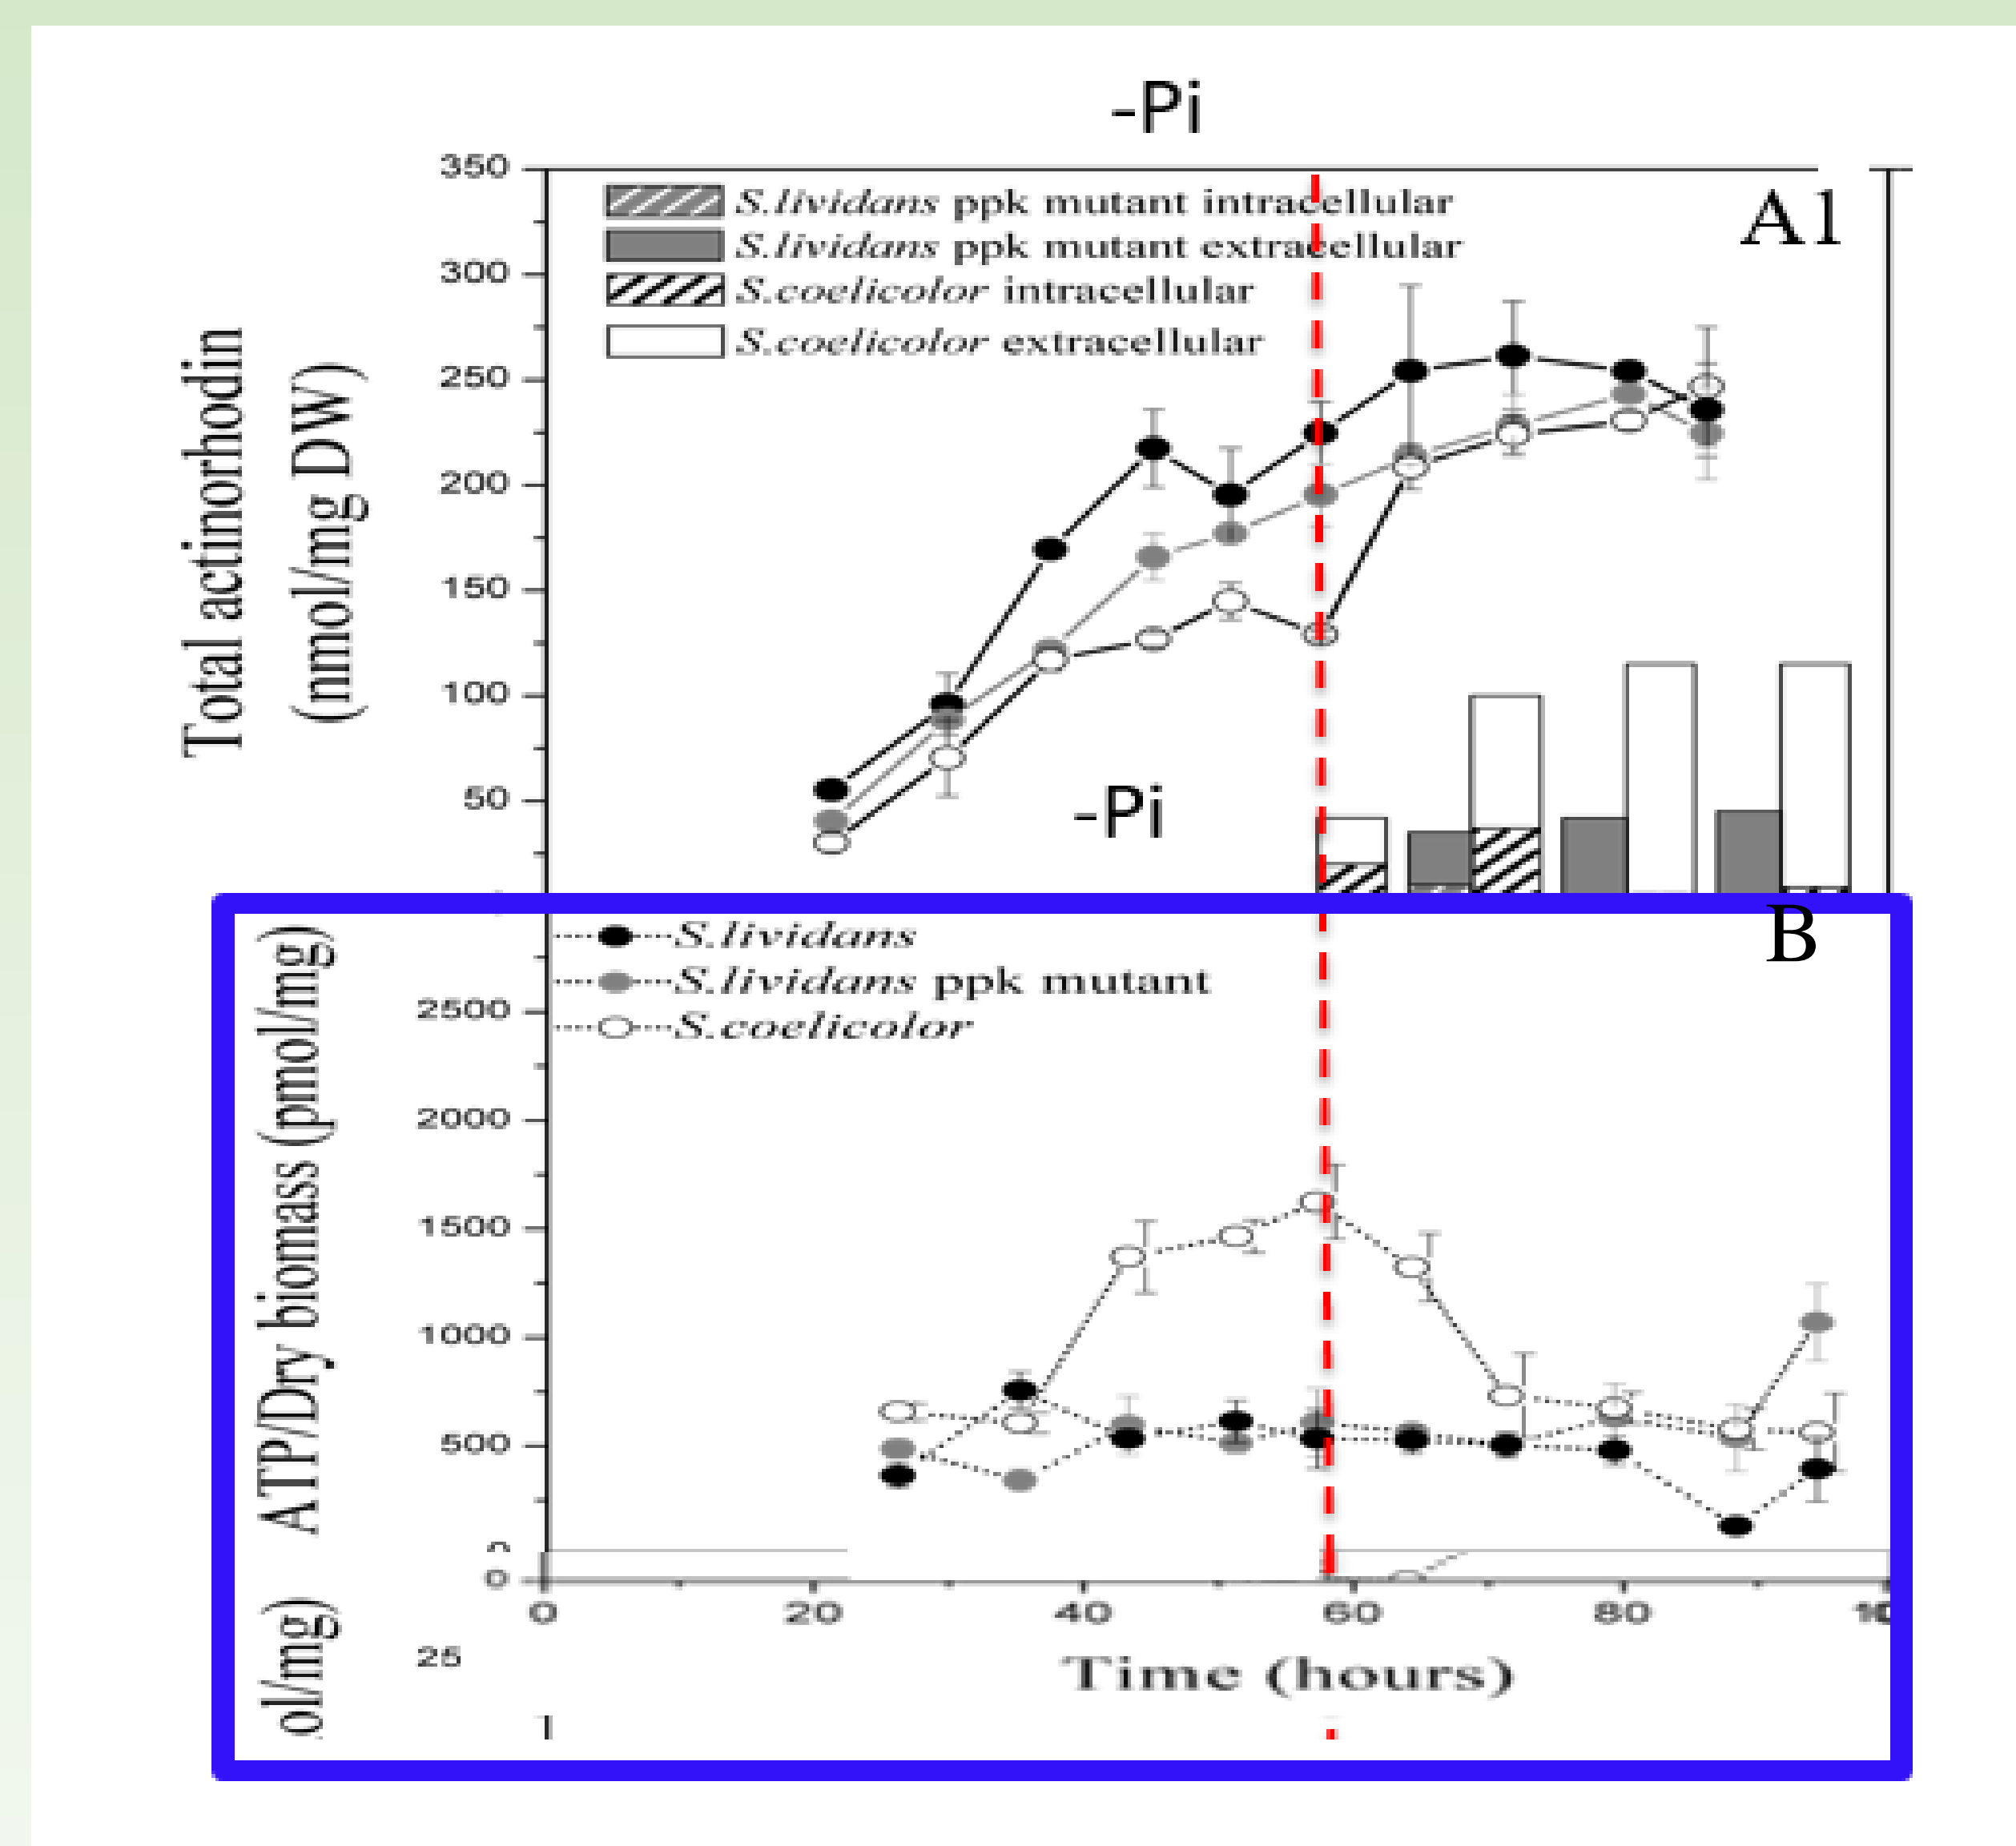 -Pi
350
S.lividans ppk mutant intracellular
A1
S.lividans ppk mutant extracellular
300
S.coelicolor intracellular
S.coelicolor extracellular
Total actinorhodin
(nmol/mg DW)
250
200
150
100
50
-Pi
B
ATP/Dry biomass (pmol/mg)
S.lividans
S.lividans ppk mutant
2500
S.coelicolor
2000
1500
1000
500
0
0 20 40 60 80 10
ol/mg)
25
Time (hours)